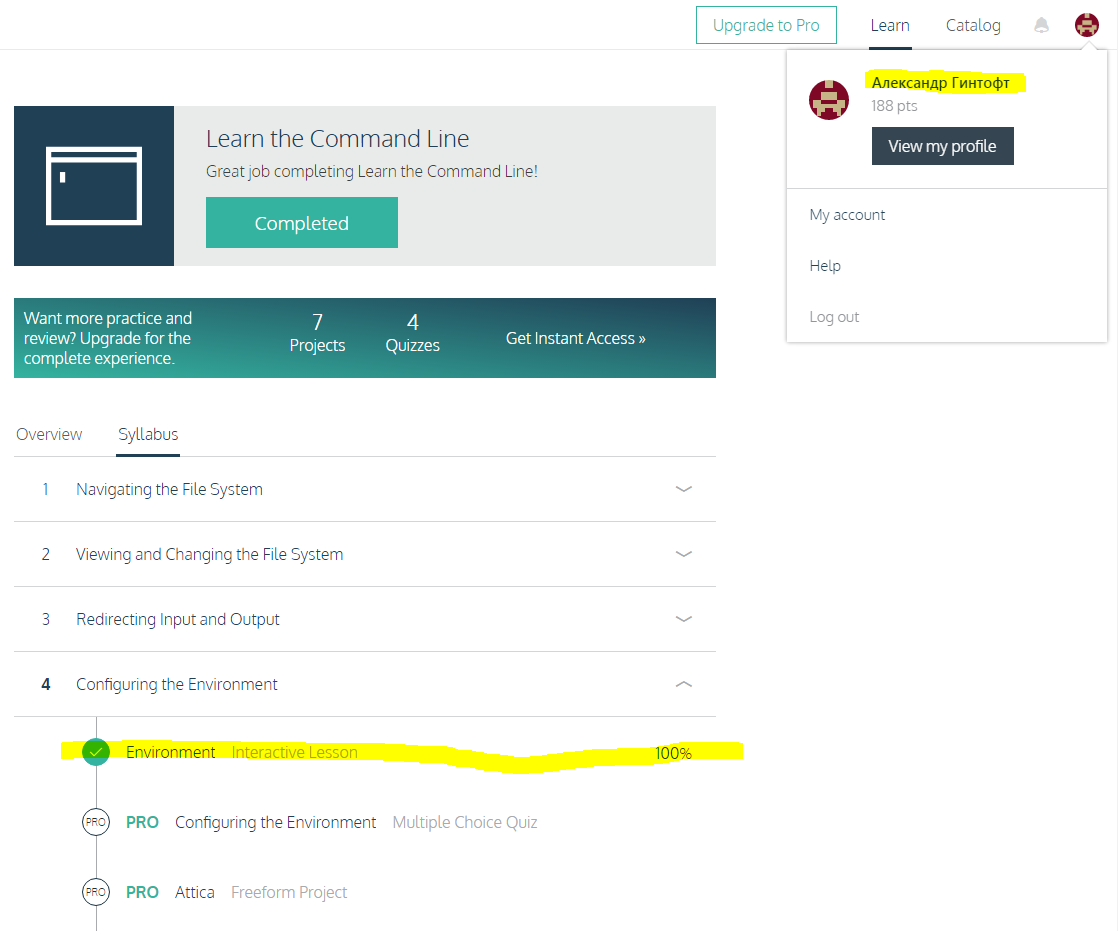 Upgrade to Pro
Learn
Catalog
Александр Гинтофт
188 pts
View my profile
My account
Help
Log out
Learn the Command Line
Great job completing Learn the Command Line!
Completed
Want more practice and
review? Upgrade for the
complete experience.
7
Projects
4
Quizzes
Get Instant Access »
Overview
Syllabus
1 Navigating the File System
2 Viewing and Changing the File System
3 Redirecting Input and Output
4 Configuring the Environment
Environment Interactive Lesson 100%
PRO PRO Configuring the Environment Multiple Choice Quiz
PRO PRO Attica Freeform Project